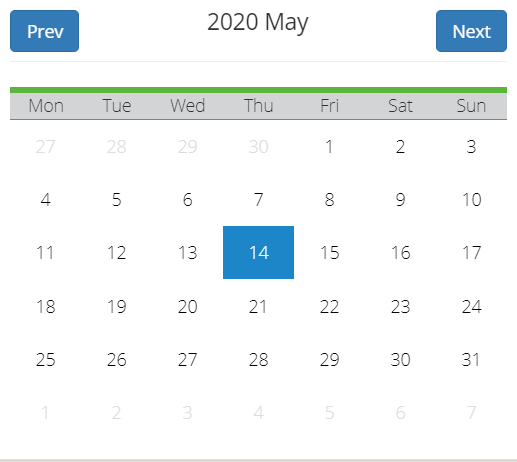 Prev 2020 May Next
Mon Tue Wed Thu Fri Sat Sun
27 28 29 30 1 2 3
4 5 6 7 8 9 10
11 12 13 14 15 16 17
18 19 20 21 22 23 24
25 26 27 28 29 30 31
1 2 3 4 5 6 7